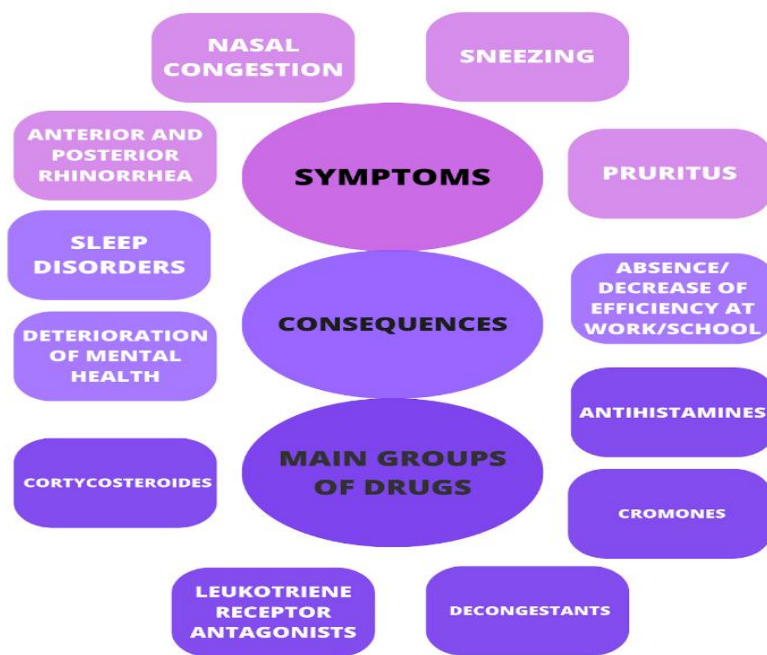 NASAL
CONGESTION
SNEEZING
ANTERIOR AND
POSTERIOR
RHINORRHEA
SYMPTOMS
PRURITUS
SLEEP
DISORDERS
CONSEQUENCES
ABSENCE/
DECREASE OF
EFFICIENCY AT
WORK/SCHOOL
DETERIORATION
OF MENTAL
HEALTH
ANTIHISTAMINES
MAIN GROUPS
OF DRUGS
CORTYCOSTEROIDES
CROMONES
LEUKOTRIENE
RECEPTOR
ANTAGONISTS
DECONGESTANTS